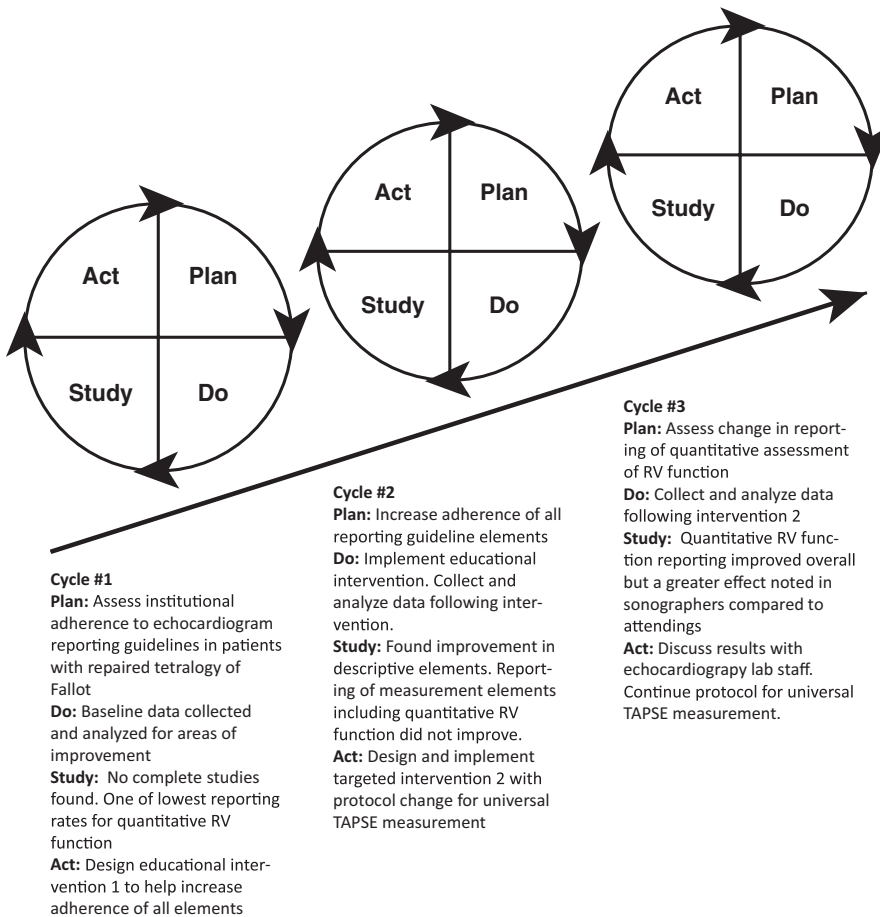 Act
Plan
Study
Do
Act
Plan
Study
Do
Act
Plan
Study
Do
Cycle #1
Plan: Assess institutional
adherence to echocardiogram
reporting guidelines in patients
with repaired tetralogy of
Fallot
Do: Baseline data collected
and analyzed for areas of
improvement
Study:  No complete studies
found. One of lowest reporting
rates for quantitative RV
function
Act: Design educational inter-
vention 1 to help increase
adherence of all elements
Cycle #2
Plan: Increase adherence of all
reporting guideline elements
Do: Implement educational
intervention. Collect and
analyze data following inter-
vention.
Study: Found improvement in
descriptive elements. Report-
ing of measurement elements
including quantitative RV
function did not improve.
Act: Design and implement
targeted intervention 2 with
protocol change for universal
TAPSE measurement
Cycle #3
Plan: Assess change in report-
ing of quantitative assessment
of RV function
Do: Collect and analyze data
following intervention 2
Study:  Quantitative RV func-
tion reporting improved overall
but a greater effect noted in
sonographers compared to
attendings
Act: Discuss results with
echocardiograpy lab staff.
Continue protocol for universal
TAPSE measurement.